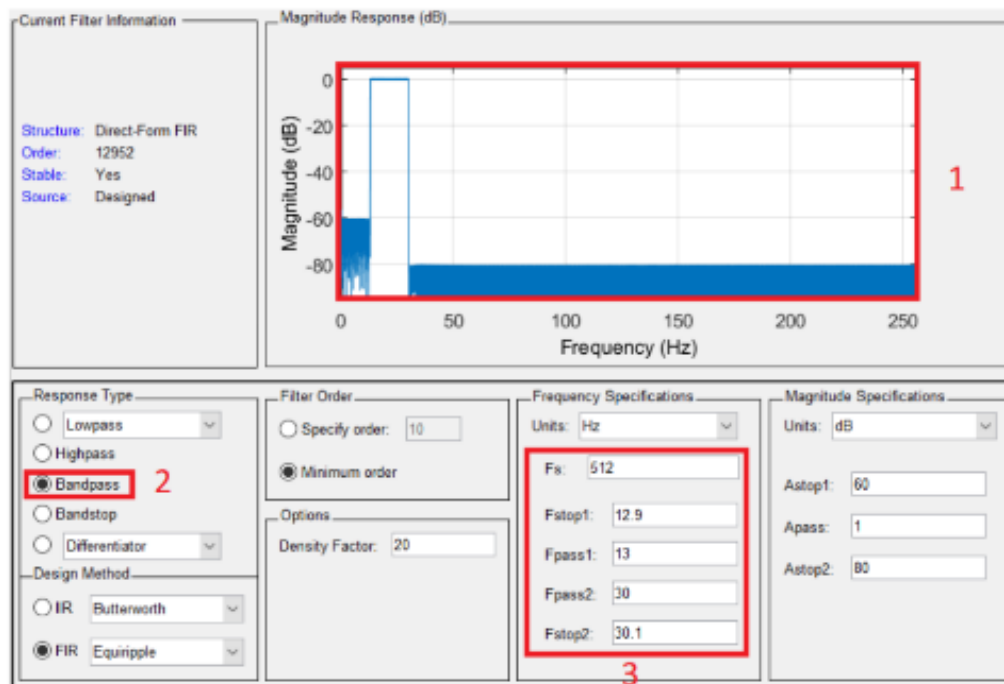 Current Filter Information
Structure: Direct-Form FIR
Order: 12952
Stable: Yes
Source: Designed
Magnitude Response (dB)
Magnitude (dB)
0
-20
-40
-60
-80
0 50 100 150 200 250
Frequency (Hz)
1
Response Type
Lowpass
Highpass
Bandpass
2
Bandstop
Differentiator
Design Method
IIR Butterworth
FIR Equiripple
Filter Order
Specify order: 10
Minimum order
Options
Density Factor: 20
Frequency Specifications
Units: Hz
Fs: 512
Fstop1: 12.9
Fpass1: 13
Fpass2: 30
Fstop2: 30.1
3
Magnitude Specifications
Units: dB
Astop1: 60
Apass: 1
Astop2: 80